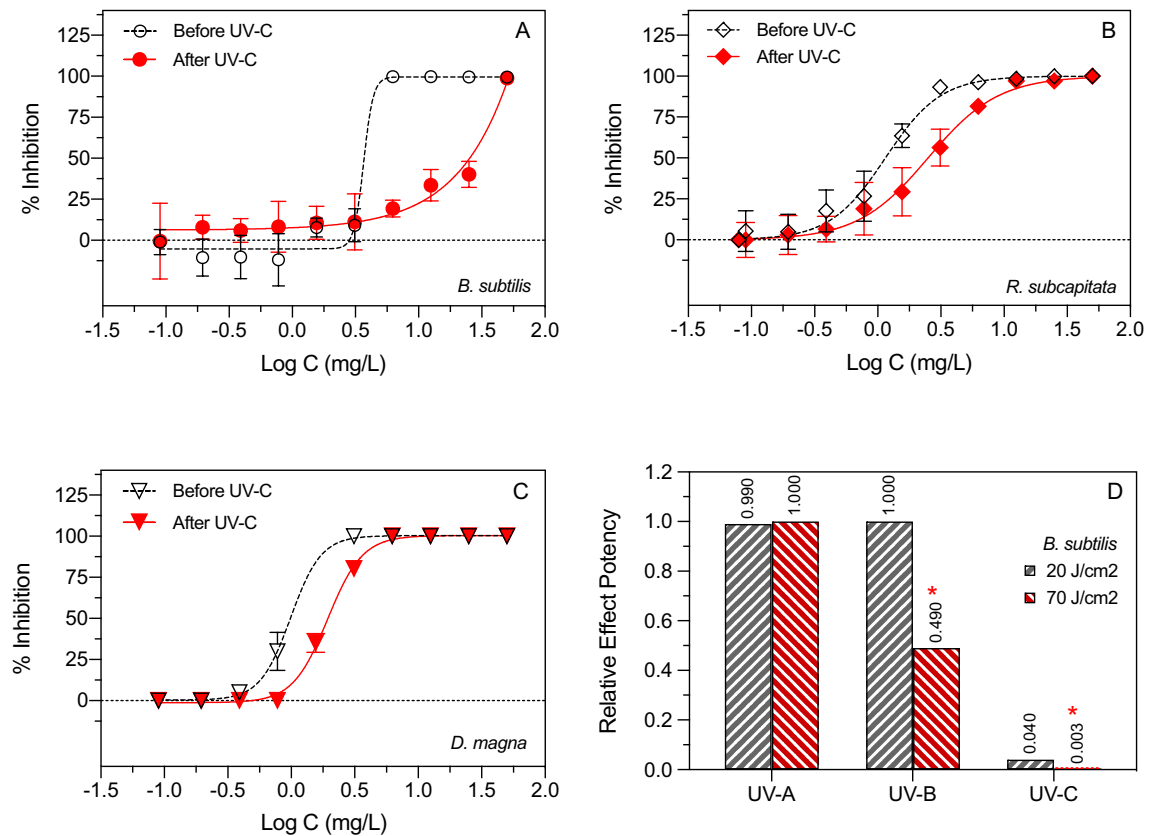 A
Before UV-C
After UV-C
125
100
75
50
25
0
% Inhibition
B. subtilis
-1.5 -1.0 -0.5 0.0 0.5 1.0 1.5 2.0
Log C (mg/L)
B
Before UV-C
After UV-C
125
100
75
50
25
0
% Inhibition
R. subcapitata
-1.5 -1.0 -0.5 0.0 0.5 1.0 1.5 2.0
Log C (mg/L)
C
Before UV-C
After UV-C
125
100
75
50
25
0
% Inhibition
D. magna
-1.5 -1.0 -0.5 0.0 0.5 1.0 1.5 2.0
Log C (mg/L)
D
1.2
1.0
0.8
0.6
0.4
0.2
0.0
Relative Effect Potency
B. subtilis
20 J/cm2
70 J/cm2
0.990
1.000
1.000
*
0.490
0.040
*
0.003
UV-A UV-B UV-C